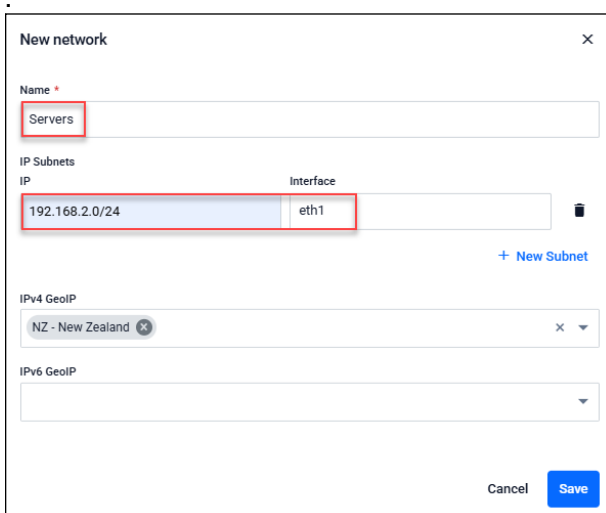 .
New network
Name *
Servers
IP Subnets
IP Interface
192.168.2.0/24 eth1
+ New Subnet
IPv4 GeoIP
NZ - New Zealand
IPv6 GeoIP
Cancel Save